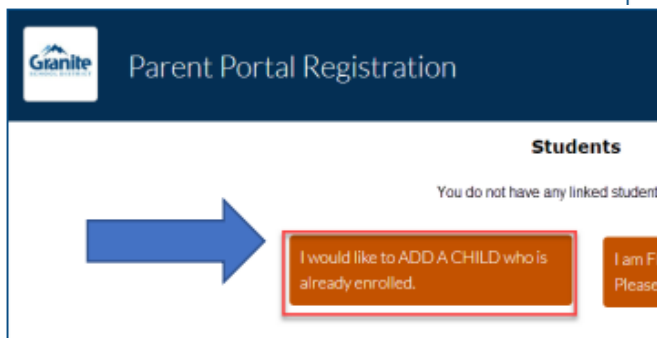 Granite
SCHOOL DISTRICT
Parent Portal Registration
Students
You do not have any linked student
I would like to ADD A CHILD who is
already enrolled.
I am F
Please